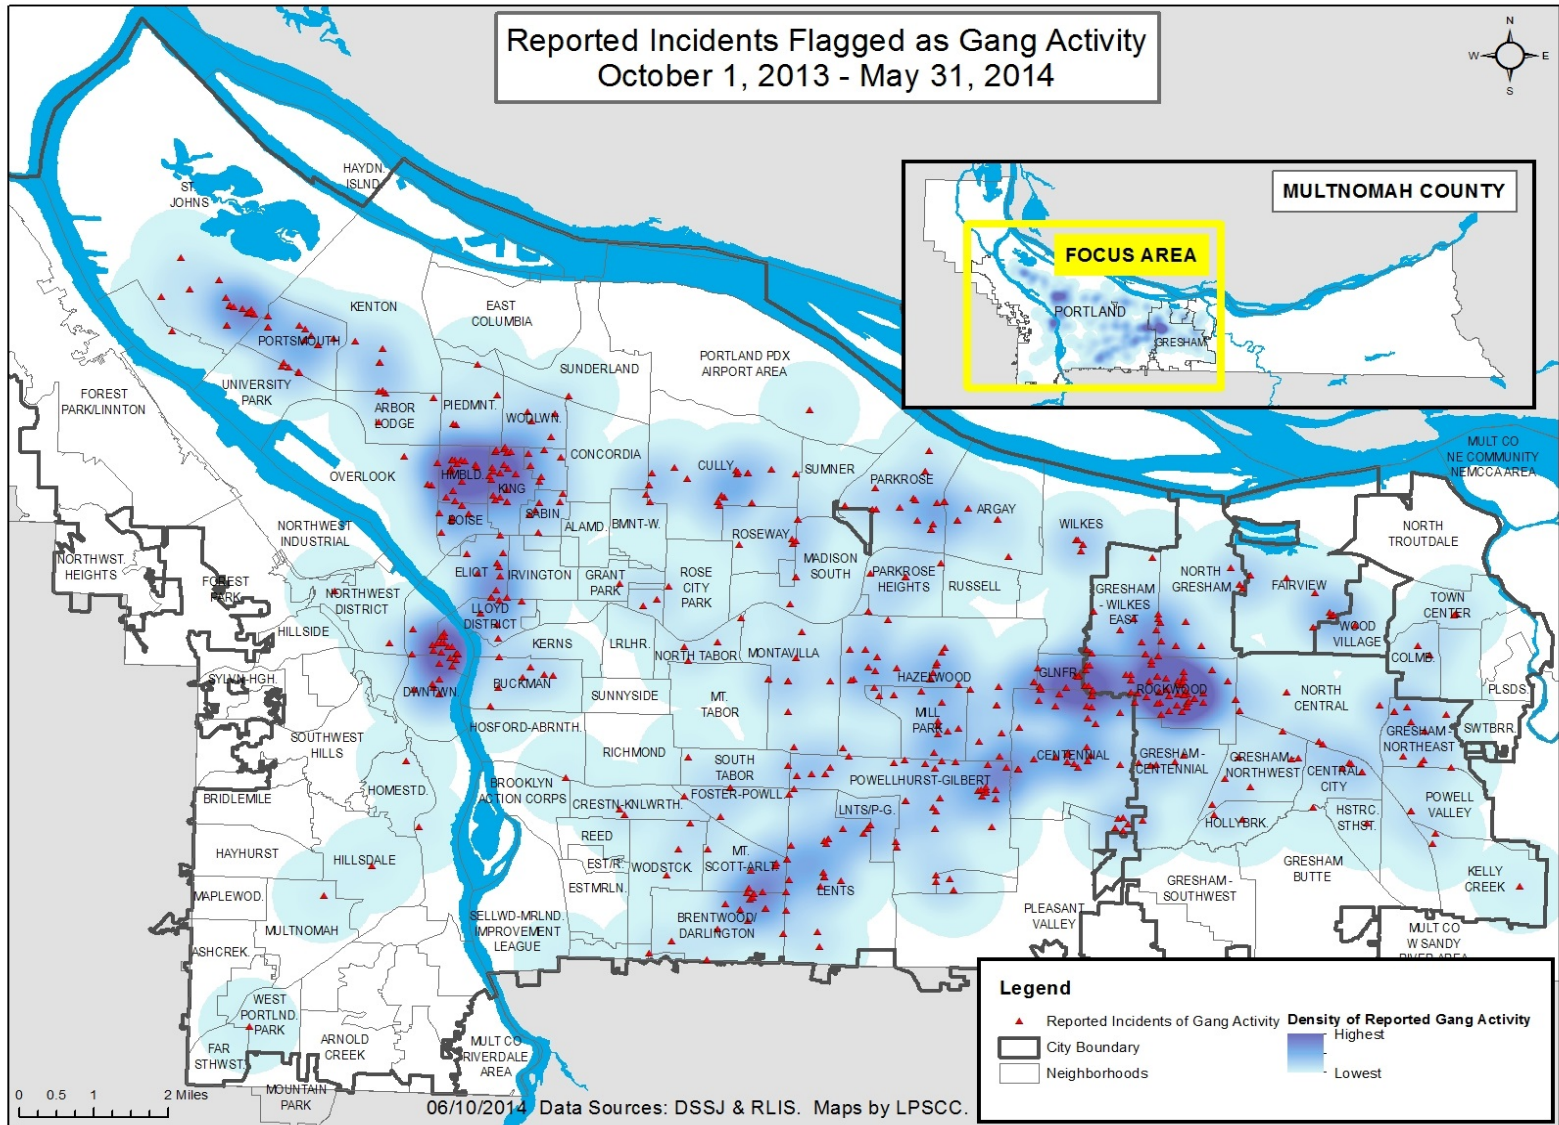 Reported Incidents Flagged as Gang Activity
October 1, 2013 - May 31, 2014
N
W E
S
MULTNOMAH COUNTY
FOCUS AREA
PORTLAND
GRESHAM
HAYDN.
ISLND.
ST.
JOHNS
KENTON
EAST
COLUMBIA
PORTSMOUTH
PORTLAND PDX
AIRPORT AREA
SUNDERLAND
FOREST
PARK/LINNTON
UNIVERSITY
PARK
ARBOR
LODGE
PIEDMNT.
WODLWN.
MULT CO
NE COMMUNITY
NEMCCA AREA
OVERLOOK
HMBLD.
KING
CONCORDIA
CULLY
SUMNER
PARKROSE
BOISE
SABIN
ALAMD.
BMNT-W.
ARGAY
WILKES
NORTH
TROUTDALE
NORTHWEST
INDUSTRIAL
ROSEWAY
MADISON
SOUTH
NORTHWST.
HEIGHTS
FOREST
PARK
NORTHWEST
DISTRICT
ELIOT
IRVINGTON
GRANT
PARK
ROSE
CITY
PARK
PARKROSE
HEIGHTS
RUSSELL
GRESHAM
- WILKES
EAST
NORTH
GRESHAM
FAIRVIEW
TOWN
CENTER
LLOYD
DISTRICT
HILLSIDE
KERNS
LRLHR.
NORTH TABOR
MONTAVILLA
WOOD
VILLAGE
COLMB.
SYLVN-HGH.
DWNTWN.
BUCKMAN
SUNNYSIDE
MT.
TABOR
HAZELWOOD
GLNFR.
ROCKWOOD
NORTH
CENTRAL
PLSDS.
HOSFORD-ABRNTH.
MILL
PARK
SOUTHWEST
HILLS
RICHMOND
SOUTH
TABOR
CENTENNIAL
GRESHAM -
CENTENNIAL
GRESHAM-
NORTHWEST
CENTRAL
CITY
GRESHAM -
NORTHEAST
SWTBRR.
HOMESTD.
BRIDLEMILE
BROOKLYN
ACTION CORPS
CRESTN-KNLWRTH.
FOSTER-POWLL.
POWELLHURST-GILBERT
LNTS/P-G.
HOLLYBRK.
HSTRC.
STHST.
POWELL
VALLEY
REED
HAYHURST
HILLSDALE
EST/R.
ESTMRLN.
WODSTCK.
MT.
SCOTT-ARLT.
LENTS
GRESHAM
BUTTE
GRESHAM -
SOUTHWEST
KELLY
CREEK
MAPLEWOD.
MULTNOMAH
SELLWD-MRLND.
IMPROVEMENT
LEAGUE
BRENTWOOD/
DARLINGTON
PLEASANT
VALLEY
MULT CO
W SANDY
RIVER AREA
ASHCREK.
WEST
PORTLND.
PARK
FAR
STHWST.
ARNOLD
CREEK
MULT CO
RIVERDALE
AREA
MOUNTAIN
PARK
Legend
Reported Incidents of Gang Activity
City Boundary
Neighborhoods
Density of Reported Gang Activity
Highest
Lowest
0 0.5 1 2 Miles
06/10/2014 Data Sources: DSSJ & RLIS. Maps by LPSCC.